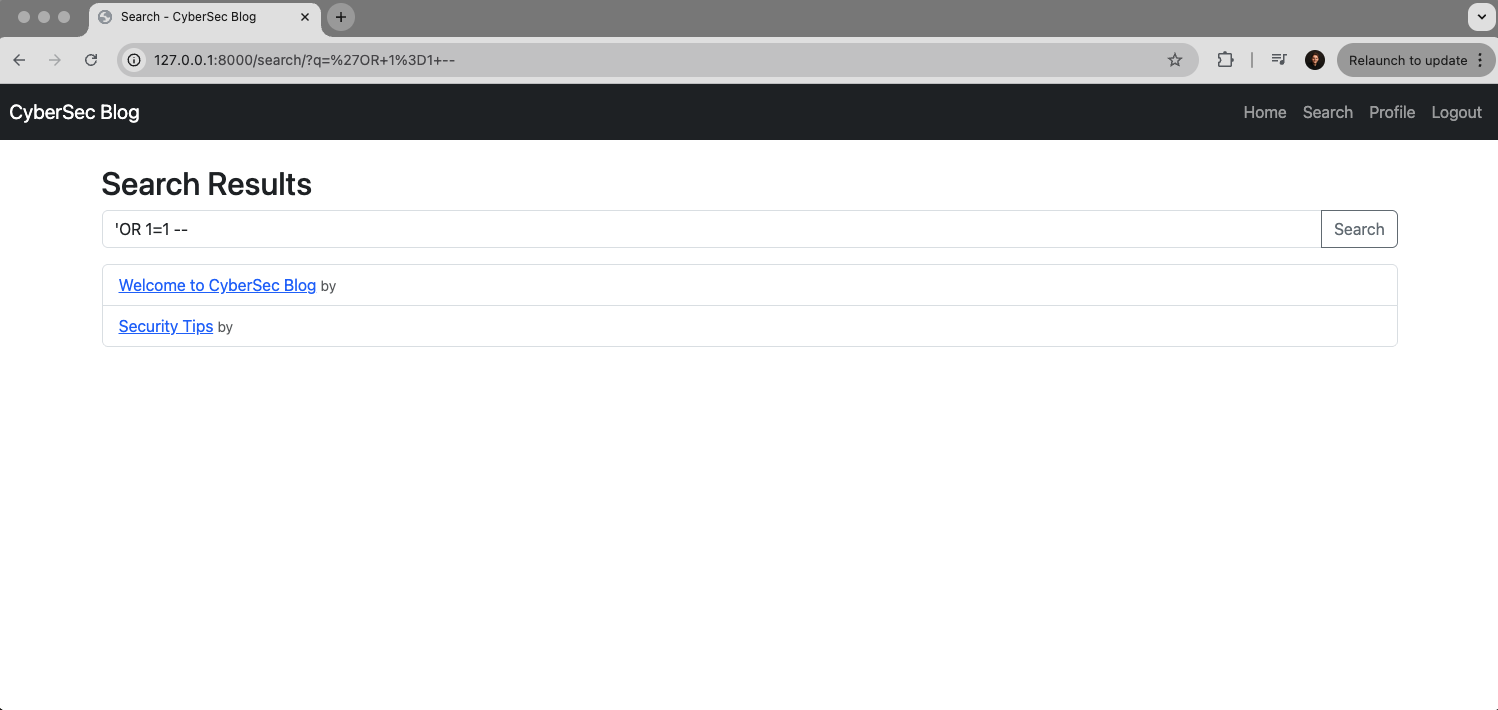 Search - CyberSec Blog
127.0.0.1:8000/search/?q=%27OR+1%3D1+--
Relaunch to update
CyberSec Blog
Home Search Profile Logout
Search Results
'OR 1=1 --
Search
Welcome to CyberSec Blog by
Security Tips by